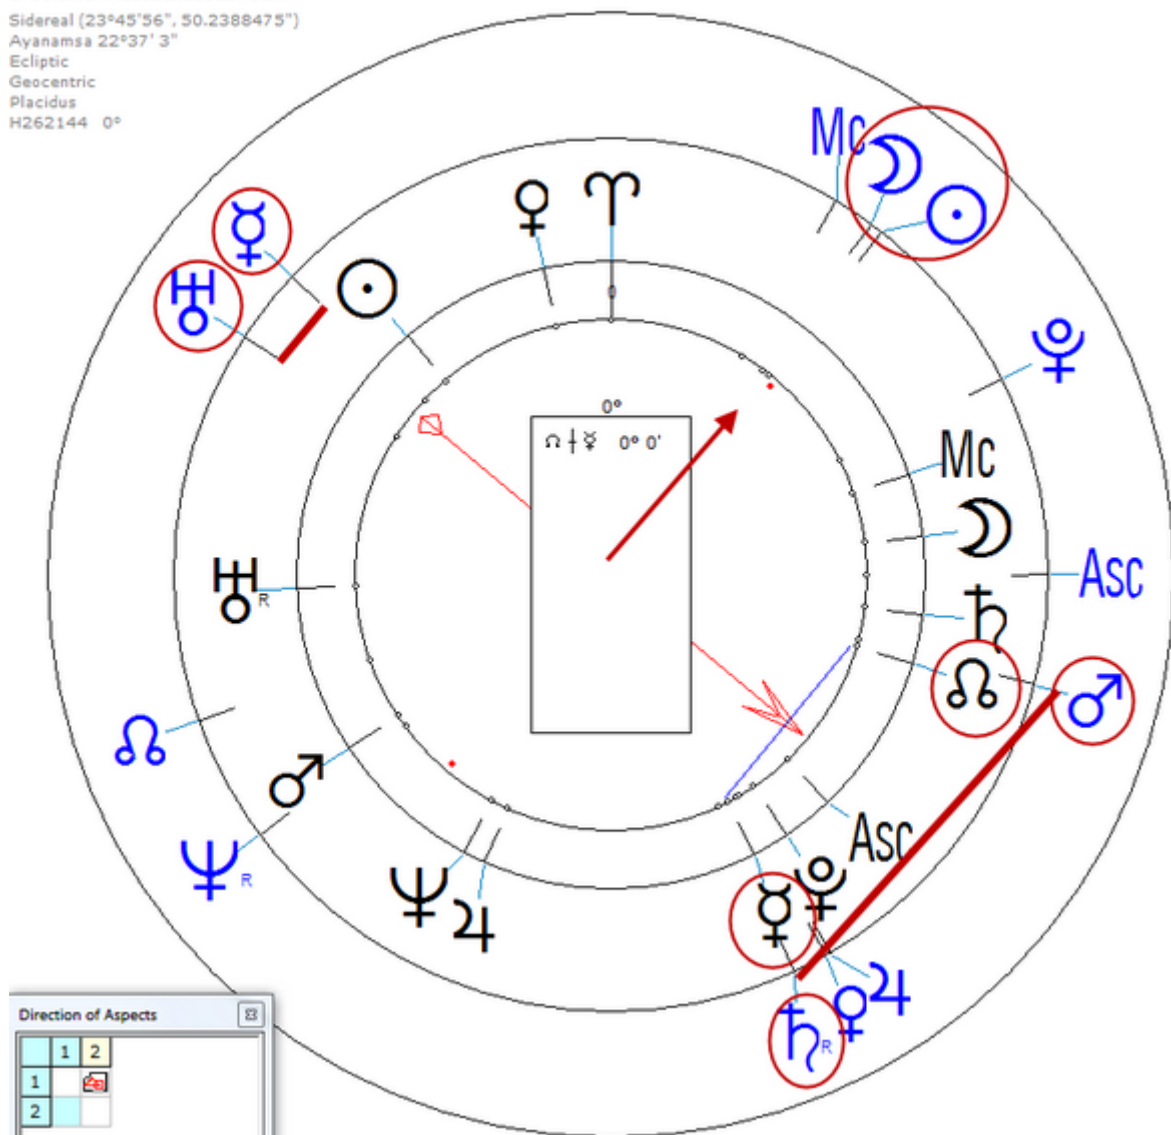 Sidereal (23°45'56", 50.2388475")
Ayanamsa 22°37' 3"
Ecliptic
Geocentric
Placidus
H262144 0°
Mc
☽
☉
☿
♅
♀
♈
☉
0
♇
0°
☊ ☿ 0° 0'
Mc
☽
Asc
♅ R
♄
☊
♂
☊
♂
Asc
♆ R
♆
♃
☿
♇
♄ R
♀
♃
Direction of Aspects
1 2
1
2